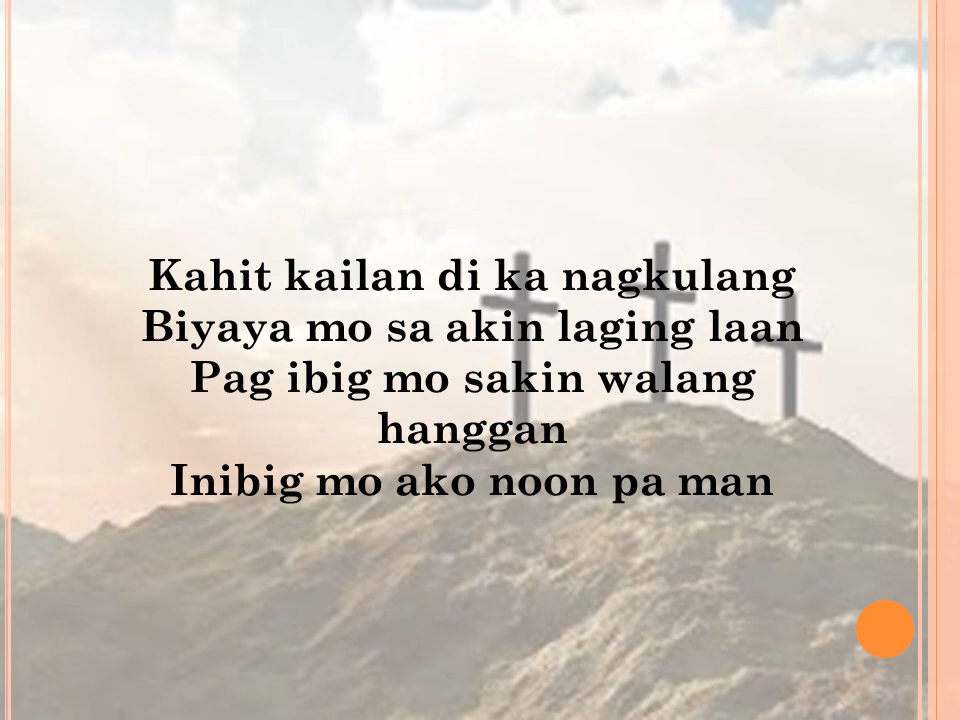 Kahit kailan di ka nagkulang
Biyaya mo sa akin laging laan
Pag ibig mo sakin walang
hanggan
Inibig mo ako noon pa man